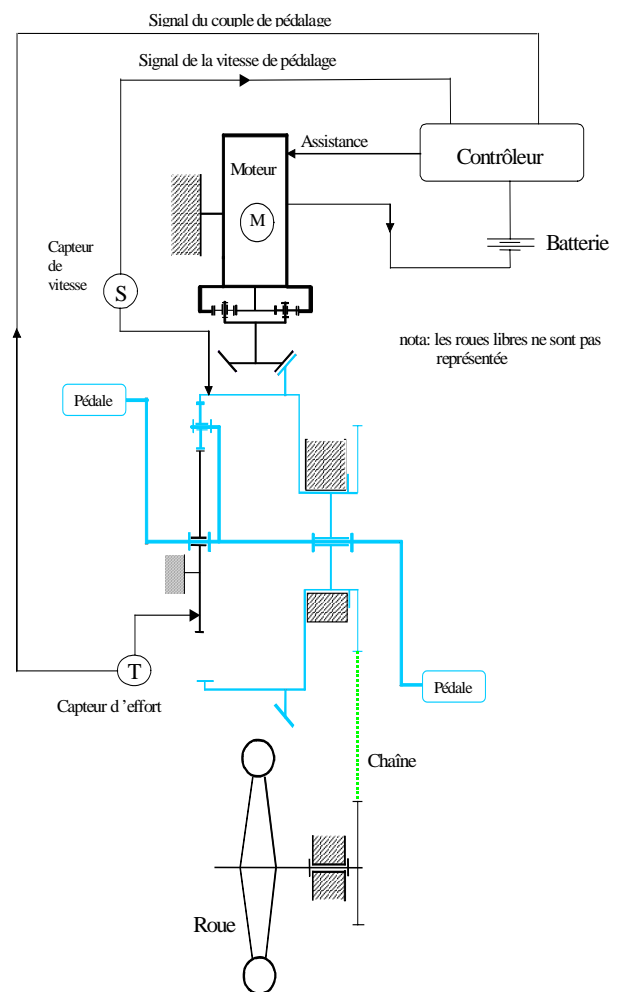 Signal du couple de pédalage
Signal de la vitesse de pédalage
Assistance
Contrôleur
Moteur
M
Batterie
Capteur
de
vitesse
S
nota: les roues libres ne sont pas
représentée
Pédale
Pédale
T
Capteur d ’effort
Chaîne
Roue